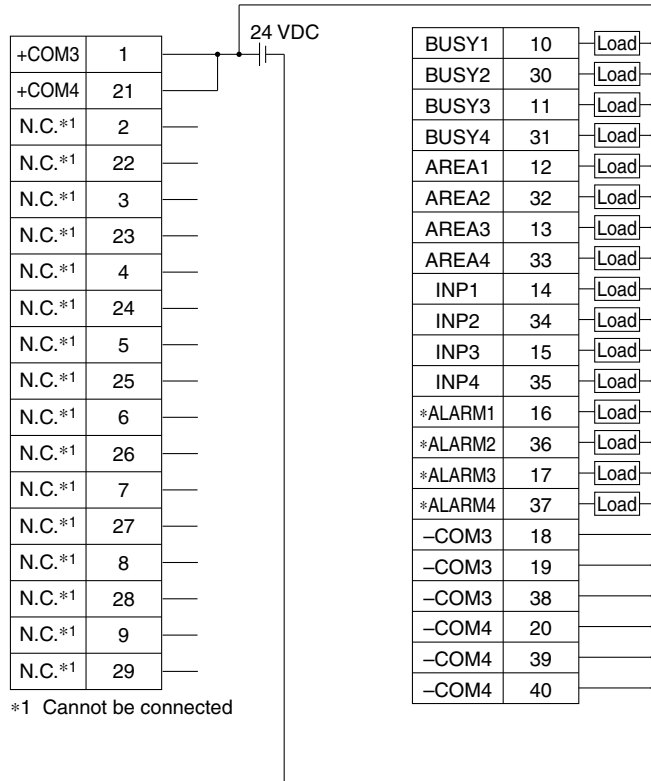 24 VDC
+COM3 1
+COM4 21
N.C.*1 2
N.C.*1 22
N.C.*1 3
N.C.*1 23
N.C.*1 4
N.C.*1 24
N.C.*1 5
N.C.*1 25
N.C.*1 6
N.C.*1 26
N.C.*1 7
N.C.*1 27
N.C.*1 8
N.C.*1 28
N.C.*1 9
N.C.*1 29
*1 Cannot be connected
BUSY1 10 Load
BUSY2 30 Load
BUSY3 11 Load
BUSY4 31 Load
AREA1 12 Load
AREA2 32 Load
AREA3 13 Load
AREA4 33 Load
INP1 14 Load
INP2 34 Load
INP3 15 Load
INP4 35 Load
*ALARM1 16 Load
*ALARM2 36 Load
*ALARM3 17 Load
*ALARM4 37 Load
–COM3 18
–COM3 19
–COM3 38
–COM4 20
–COM4 39
–COM4 40